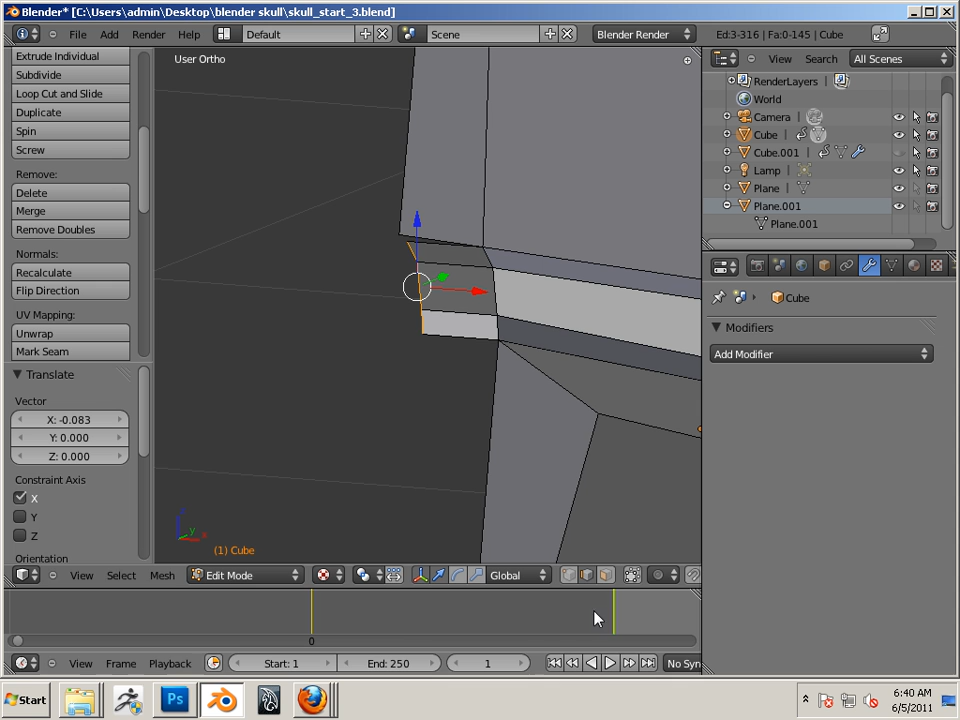 Blender* [C:\Users\admin\Desktop\blender skull\skull_start_3.blend]
File Add Render Help Default Scene Blender Render Ed:3-316 | Fa:0-145 | Cube
Extrude Individual
Subdivide
Loop Cut and Slide
Duplicate
Spin
Screw
Remove:
Delete
Merge
Remove Doubles
Normals:
Recalculate
Flip Direction
UV Mapping:
Unwrap
Mark Seam
Translate
Vector
X: -0.083
Y: 0.000
Z: 0.000
Constraint Axis
X
Y
Z
Orientation
User Ortho
(1) Cube
View Search All Scenes
RenderLayers |
World
Camera |
Cube |
Cube.001 |
Lamp |
Plane |
Plane.001
Plane.001
Cube
Modifiers
Add Modifier
View Select Mesh Edit Mode Global
0
View Frame Playback Start: 1 End: 250 1 No Syn
Start Ps 6:40 AM
6/5/2011